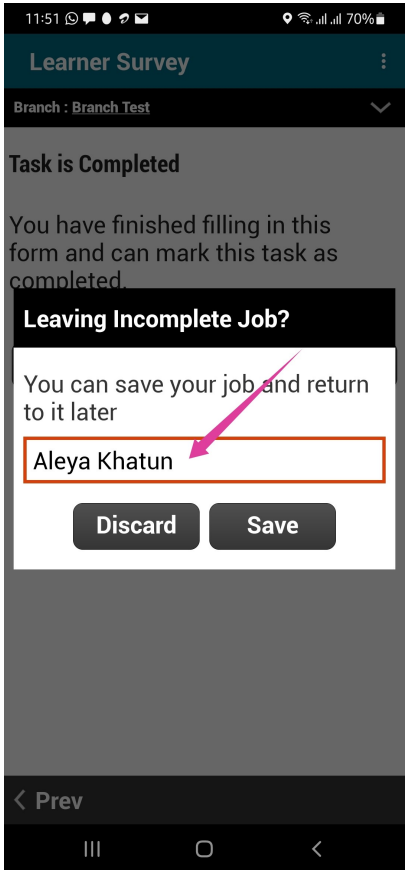 11:51 70%
Learner Survey
Branch : Branch Test
Task is Completed
You have finished filling in this
form and can mark this task as
completed.
Leaving Incomplete Job?
You can save your job and return
to it later
Aleya Khatun
Discard Save
Prev